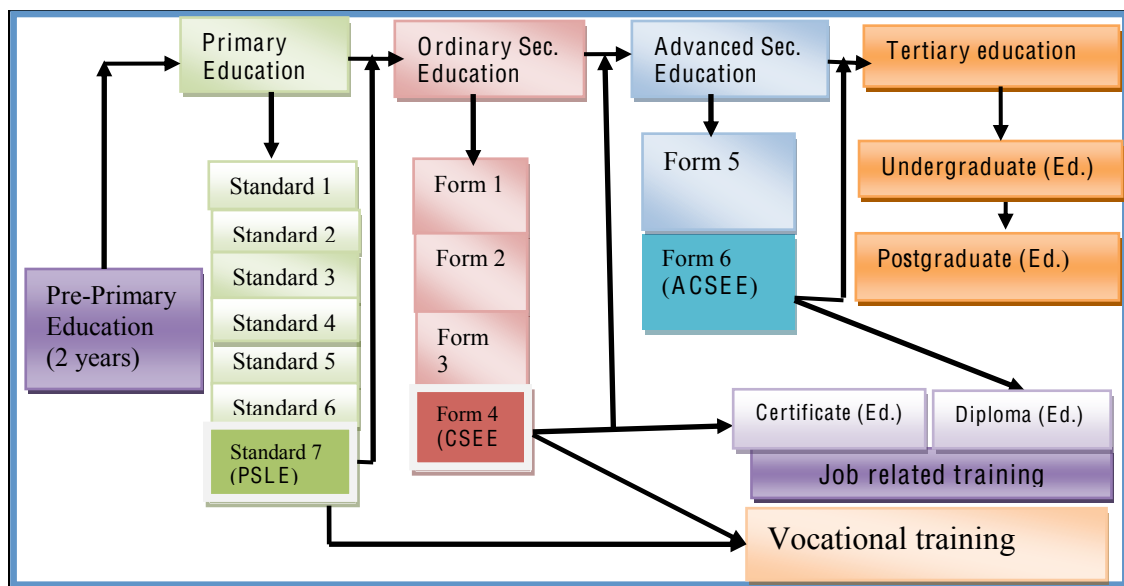 Primary
Education
Ordinary Sec.
Education
Advanced Sec.
Education
Tertiary education
Standard 1
Standard 2
Standard 3
Standard 4
Standard 5
Standard 6
Standard 7
(PSLE)
Form 1
Form 2
Form
3
Form 4
(CSEE
Form 5
Form 6
(ACSEE)
Undergraduate (Ed.)
Postgraduate (Ed.)
Pre-Primary
Education
(2 years)
Certificate (Ed.)
Diploma (Ed.)
Job related training
Vocational training